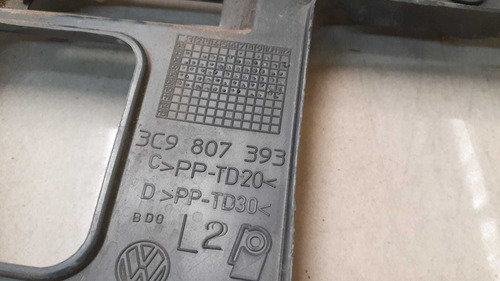 3C9 807 393
C>PP-TD20<
D>PP-TD30<
BDO
L2